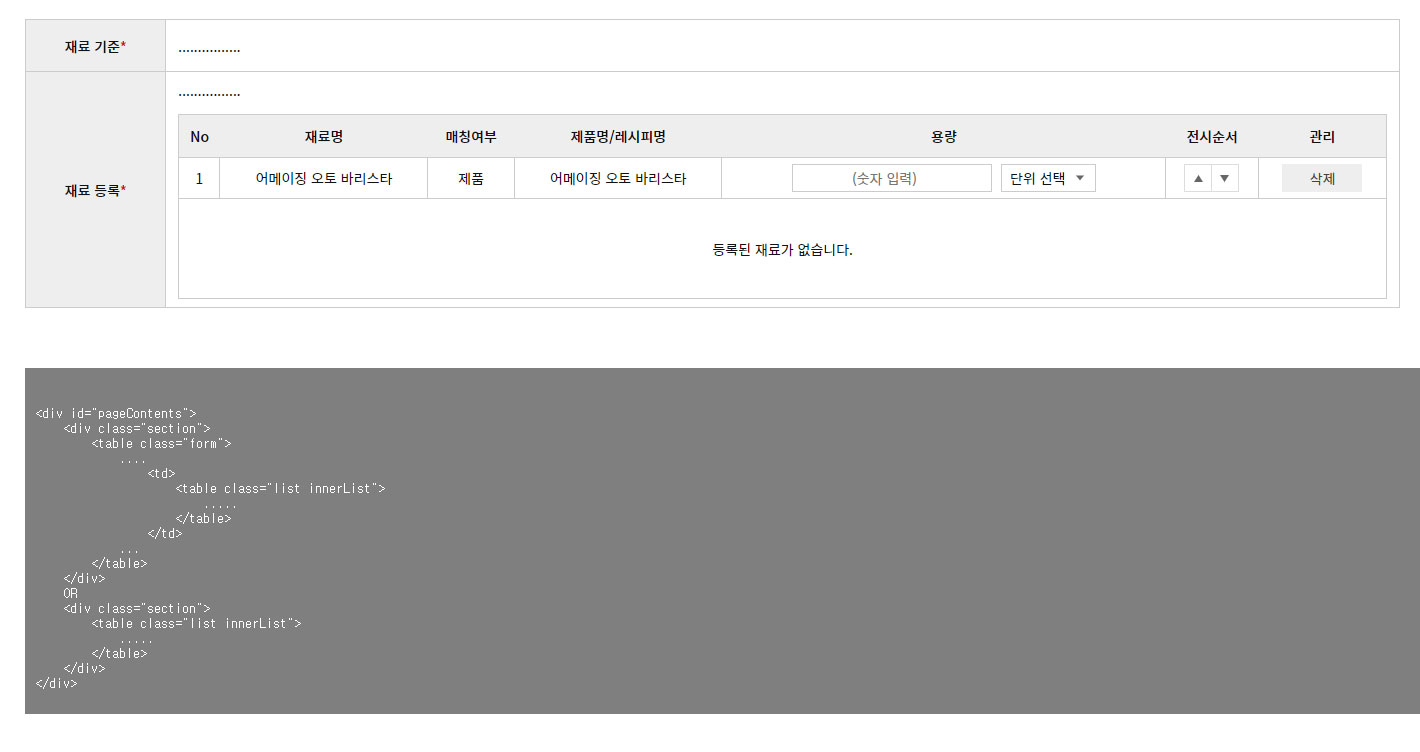 재료 기준* ................
................
No 재료명 매칭여부 제품명/레시피명 용량 전시순서 관리
재료 등록* 1 어메이징 오토 바리스타 제품 어메이징 오토 바리스타 (숫자 입력) 단위 선택 ▼ ▲ ▼ 삭제
등록된 재료가 없습니다.
<div id="pageContents">
    <div class="section">
        <table class="form">
            ....
                <td>
                    <table class="list innerList">
                        .....
                    </table>
                </td>
            ...
        </table>
    </div>
    OR
    <div class="section">
        <table class="list innerList">
            .....
        </table>
    </div>
</div>